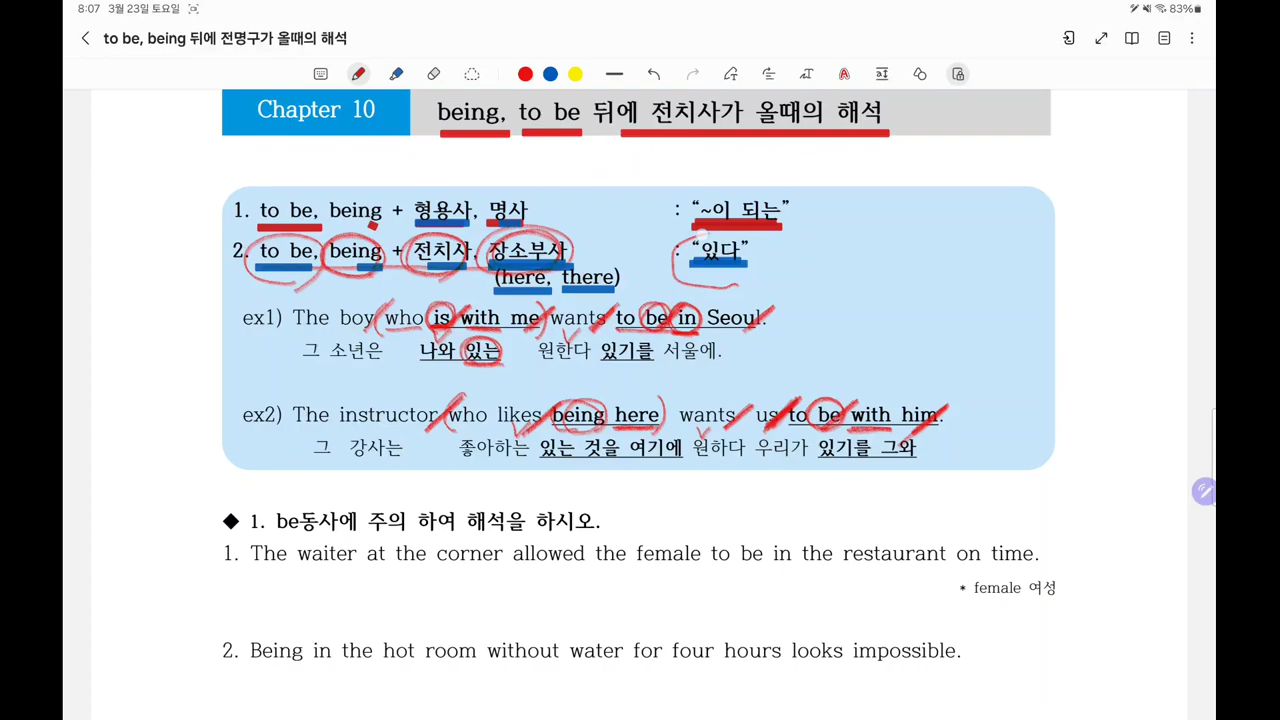 8:07 3월 23일 토요일 83%
to be, being 뒤에 전명구가 올때의 해석
Chapter 10 being, to be 뒤에 전치사가 올때의 해석
1. to be, being + 형용사, 명사 : “~이 되는”
2. to be, being + 전치사, 장소부사 : “있다”
(here, there)
ex1) The boy who is with me wants to be in Seoul.
그 소년은 나와 있는 원한다 있기를 서울에.
ex2) The instructor who likes being here wants us to be with him.
그 강사는 좋아하는 있는 것을 여기에 원하다 우리가 있기를 그와
◆ 1. be동사에 주의 하여 해석을 하시오.
1. The waiter at the corner allowed the female to be in the restaurant on time.
* female 여성
2. Being in the hot room without water for four hours looks impossible.